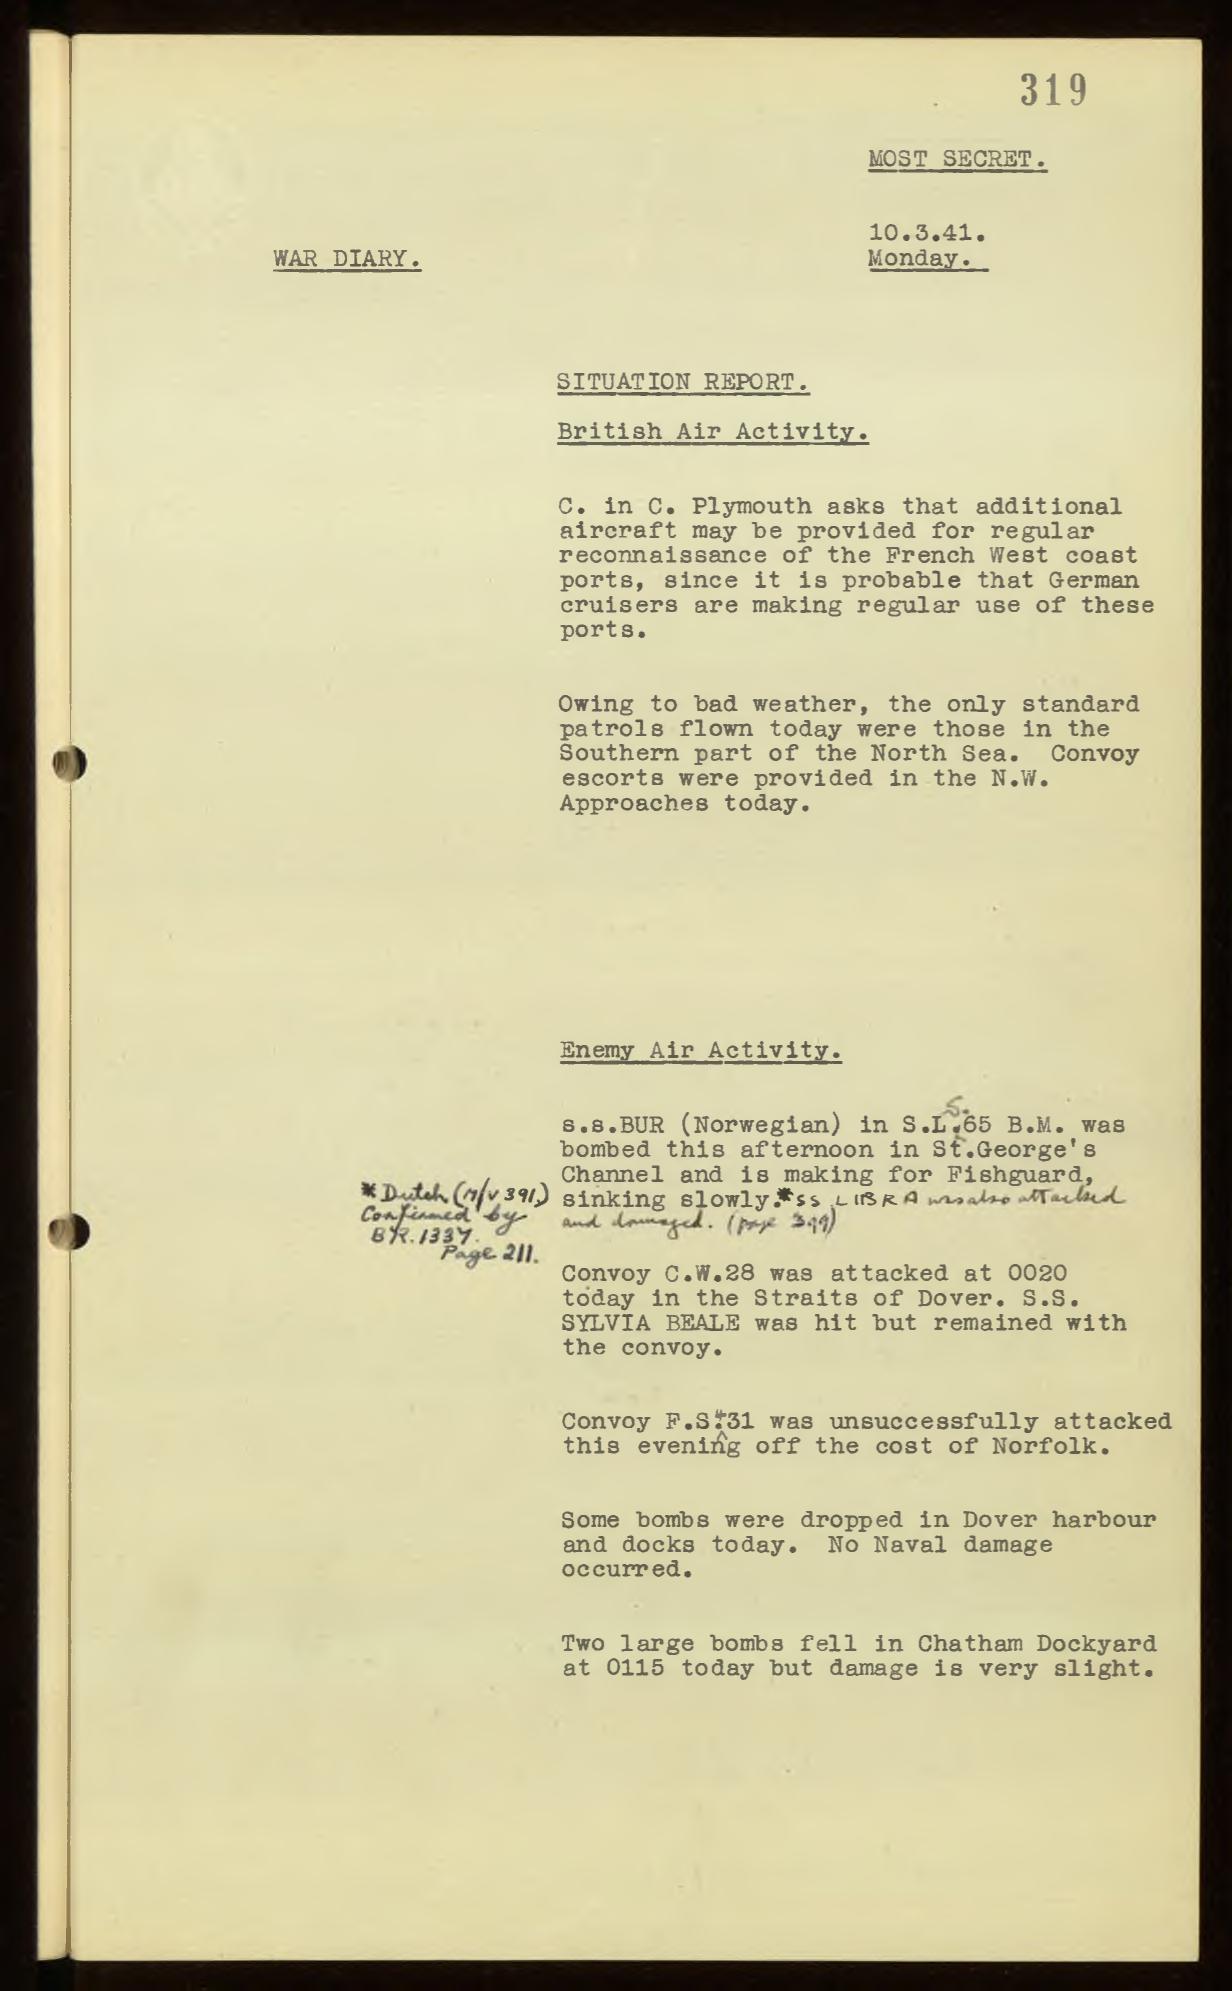 319
MOST SECRET.
10.3.41.
WAR DIARY.
Monday.
SITUATION REPORT.
British Air Activity.
C. in C. Plymouth asks that additional
aircraft may be provided for regular
reconnaissance of the French West coast
ports, since it is probable that German
cruisers are making regular use of these
ports.
Owing to bad weather, the only standard
patrols flown today were those in the
Southern part of the North Sea. Convoy
escorts were provided in the N.W.
Approaches today.
Enemy Air Activity.
S.
s.s.BUR (Norwegian) in S.L.65 B.M. was
bombed this afternoon in St.George's
Channel and is making for Fishguard,
sinking slowly.* SS LIBRA was also attacked
and damaged. (page 399)
* Dutch (M/V 391)
Confirmed by
BR.1337.
Page 211.
Convoy C.W.28 was attacked at 0020
today in the Straits of Dover. S.S.
SYLVIA BEALE was hit but remained with
the convoy.
Convoy F.S.431 was unsuccessfully attacked
this evening off the cost of Norfolk.
Some bombs were dropped in Dover harbour
and docks today. No Naval damage
occurred.
Two large bombs fell in Chatham Dockyard
at 0115 today but damage is very slight.